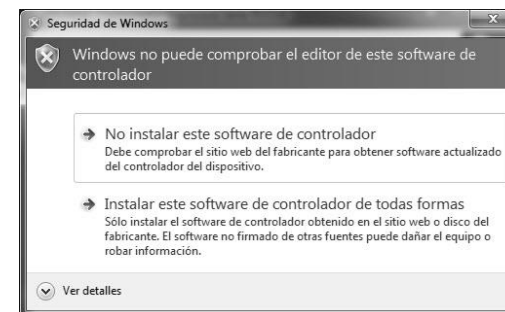 Seguridad de Windows
Windows no puede comprobar el editor de este software de
controlador
No instalar este software de controlador
Debe comprobar el sitio web del fabricante para obtener software actualizado
del controlador del dispositivo.
Instalar este software de controlador de todas formas
Sólo instalar el software de controlador obtenido en el sitio web o disco del
fabricante. El software no firmado de otras fuentes puede dañar el equipo o
robar información.
Ver detalles